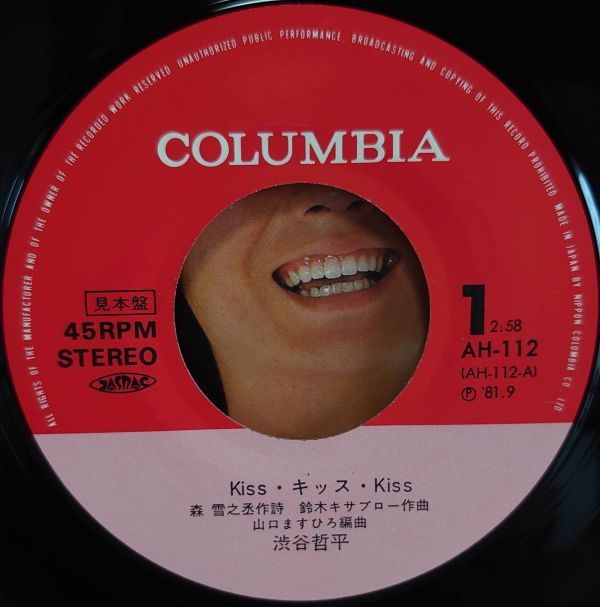 ALL RIGHTS OF THE MANUFACTURER AND OF THE OWNER OF THE RECORDED WORK RESERVED. UNAUTHORIZED PUBLIC PERFORMANCE. BROADCASTING AND COPYING OF THIS RECORD PROHIBITED. MADE IN JAPAN BY NIPPON COLUMBIA CO. LTD
COLUMBIA
見本盤
45RPM
STEREO
JASRAC
1 2:58
AH-112
(AH-112-A)
Ⓟ '81.9
Kiss・キッス・Kiss
森 雪之丞作詩 鈴木キサブロー作曲
山口ますひろ編曲
渋谷哲平